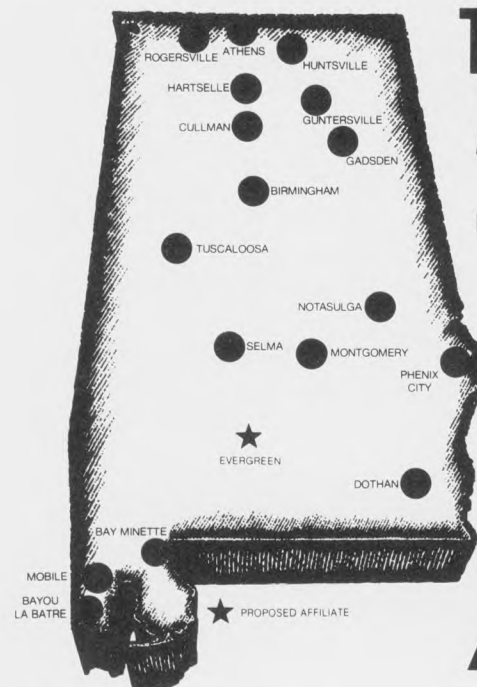 ROGERSVILLE
ATHENS
HUNTSVILLE
HARTSELLE
GUNTERSVILLE
CULLMAN
GADSDEN
BIRMINGHAM
TUSCALOOSA
NOTASULGA
SELMA
MONTGOMERY
PHENIX
CITY
EVERGREEN
DOTHAN
BAY MINETTE
MOBILE
BAYOU
LA BATRE
PROPOSED AFFILIATE